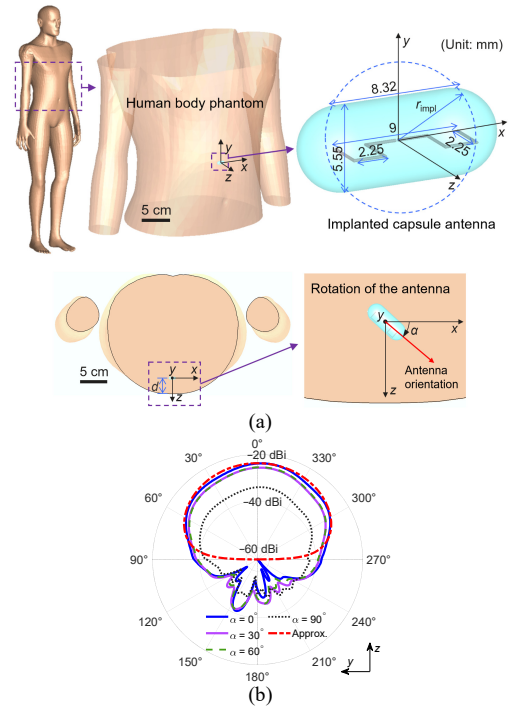 y
(Unit: mm)
8.32
r_impl
Human body phantom
9
x
5.55
2.25
2.25
z
y
x
z
5 cm
Implanted capsule antenna
Rotation of the antenna
y
α
x
5 cm
y
x
d
z
Antenna
orientation
z
(a)
0°
30°
−20 dBi
330°
60°
−40 dBi
300°
−60 dBi
90°
270°
α = 0°
α = 90°
120°
α = 30°
Approx.
240°
α = 60°
150°
180°
210°
z
y
(b)